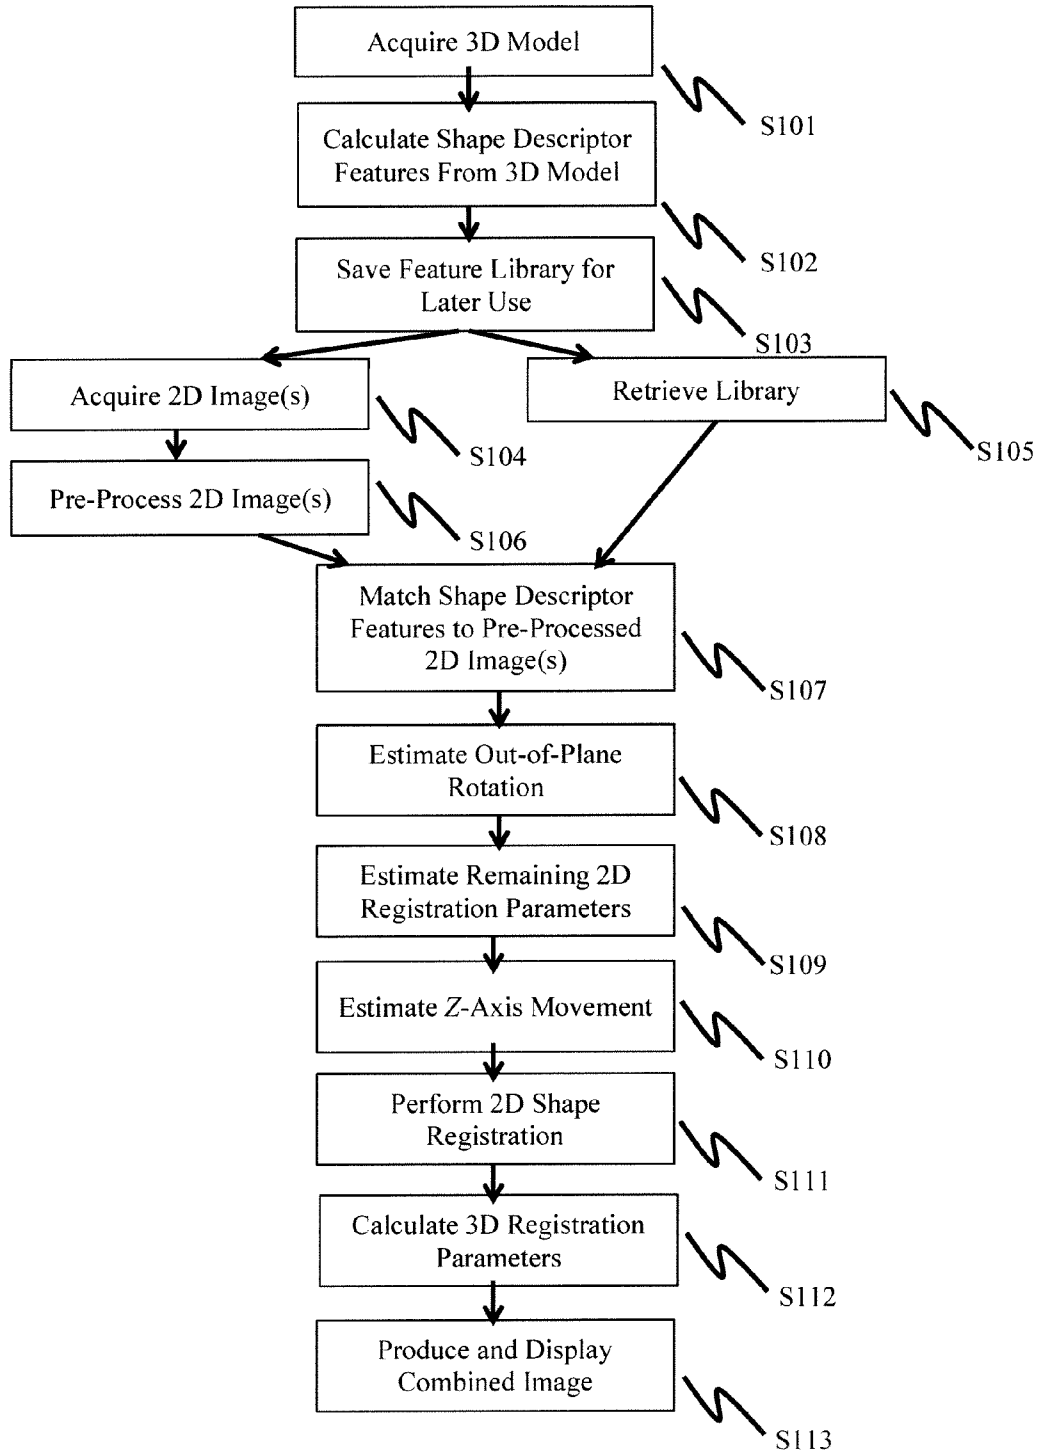 Acquire 3D Model
S101
Calculate Shape Descriptor
Features From 3D Model
S102
Save Feature Library for
Later Use
S103
Acquire 2D Image(s)
S104
Retrieve Library
S105
Pre-Process 2D Image(s)
S106
Match Shape Descriptor
Features to Pre-Processed
2D Image(s)
S107
Estimate Out-of-Plane
Rotation
S108
Estimate Remaining 2D
Registration Parameters
S109
Estimate Z-Axis Movement
S110
Perform 2D Shape
Registration
S111
Calculate 3D Registration
Parameters
S112
Produce and Display
Combined Image
S113